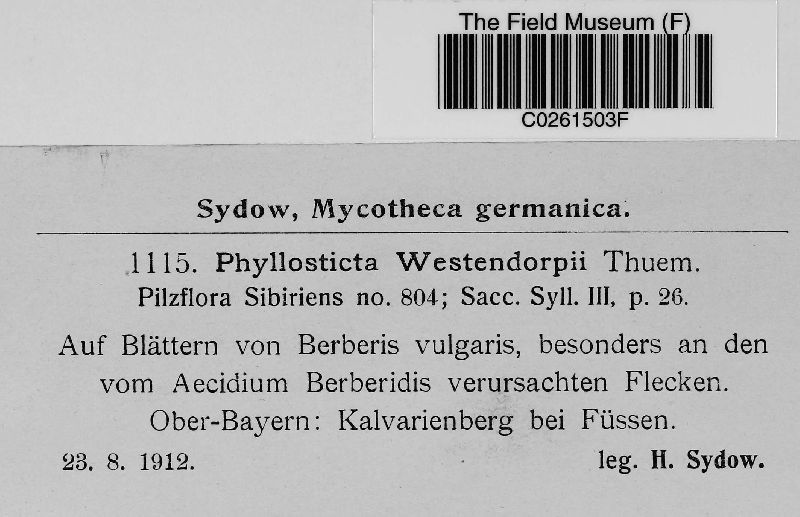 The Field Museum (F)
C0261503F
Sydow, Mycotheca germanica.
1115. Phyllosticta Westendorpii Thuem.
Pilzflora Sibiriens no. 804; Sacc. Syll. III, p. 26.
Auf Blättern von Berberis vulgaris, besonders an den
vom Aecidium Berberidis verursachten Flecken.
Ober-Bayern: Kalvarienberg bei Füssen.
23. 8. 1912. leg. H. Sydow.